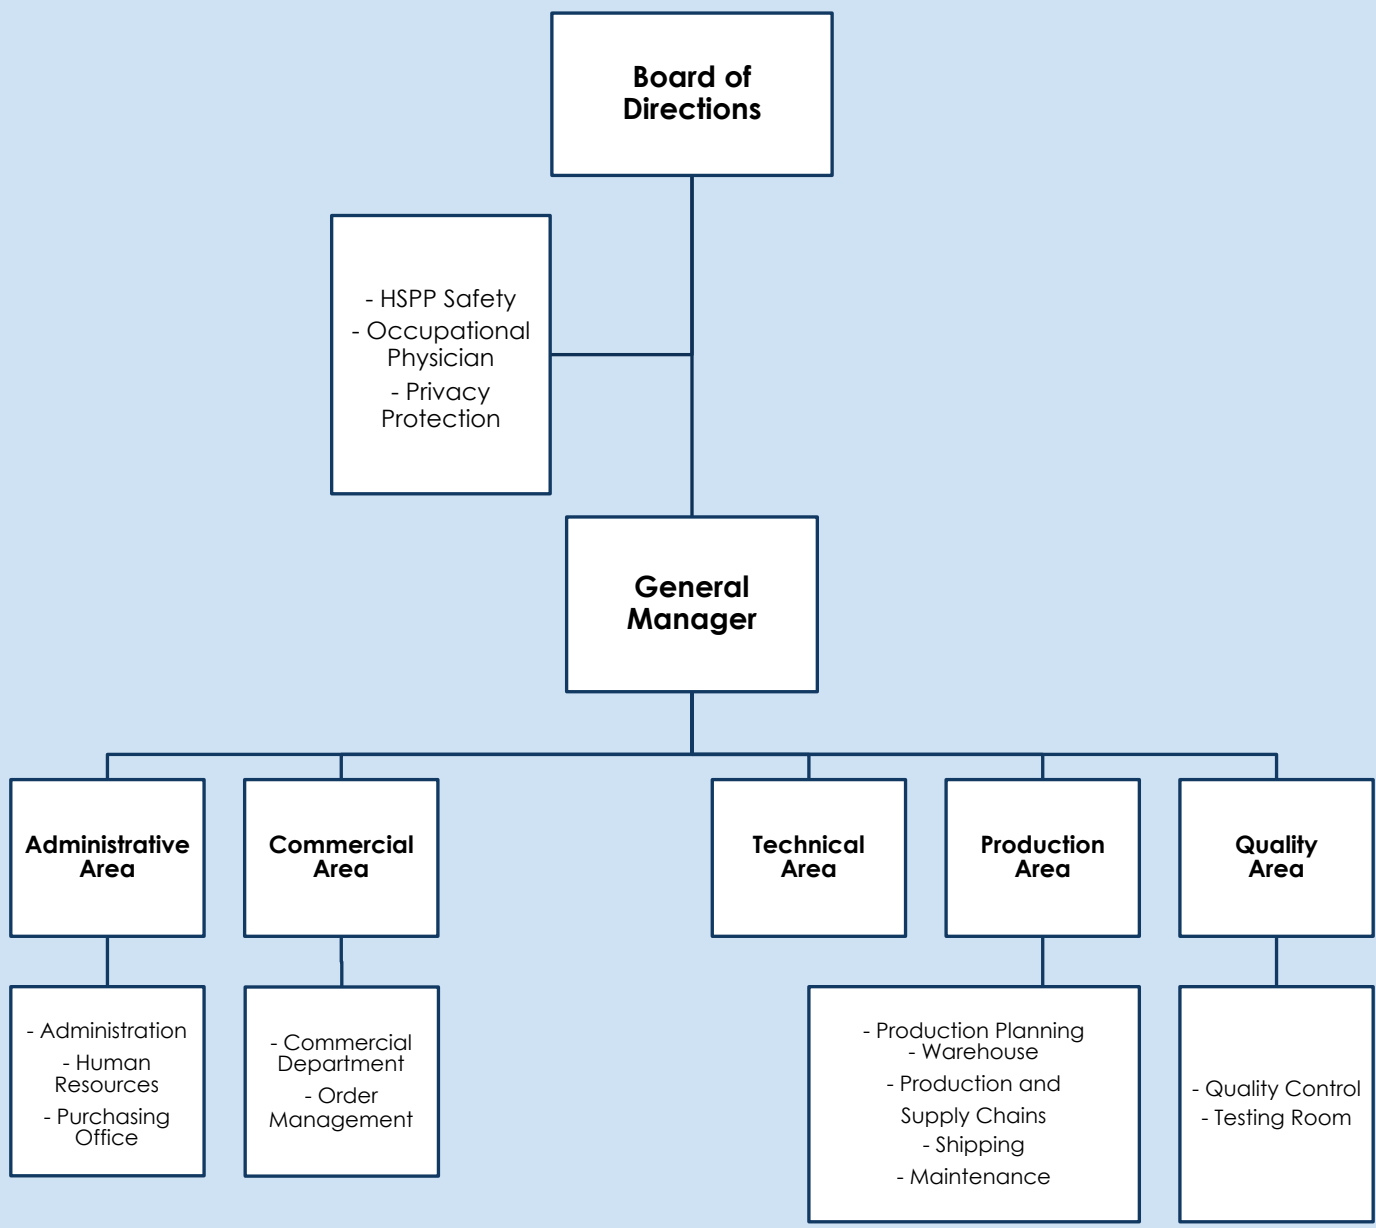 Board of
Directions
- HSPP Safety
- Occupational
Physician
- Privacy
Protection
General
Manager
Administrative
Area
Commercial
Area
Technical
Area
Production
Area
Quality
Area
- Administration
- Human
Resources
- Purchasing
Office
- Commercial
Department
- Order
Management
- Production Planning
- Warehouse
- Production and
Supply Chains
- Shipping
- Maintenance
- Quality Control
- Testing Room